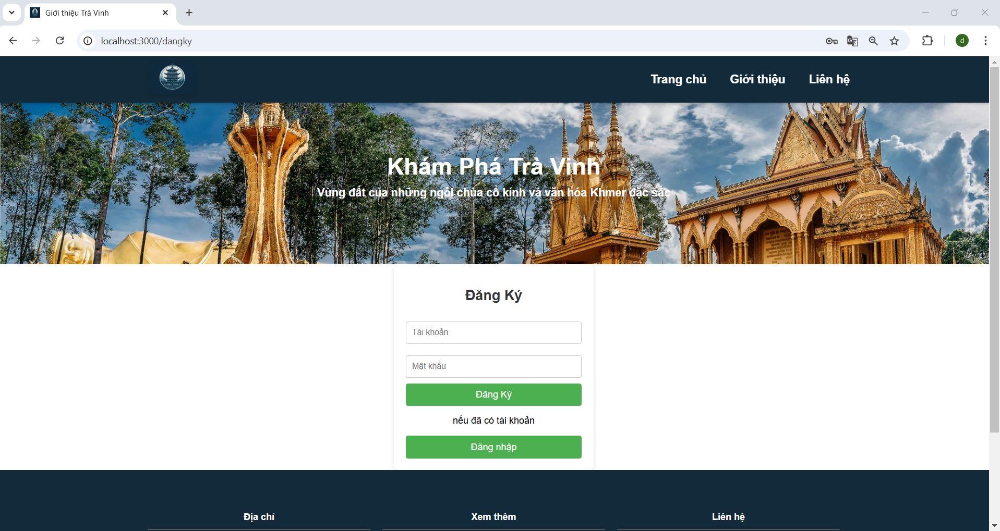 Giới thiệu Trà Vinh
localhost:3000/dangky
d
Trang chủ Giới thiệu Liên hệ
Khám Phá Trà Vinh
Vùng đất của những ngôi chùa cổ kính và văn hóa Khmer đặc sắc
Đăng Ký
Tài khoản
Mật khẩu
Đăng Ký
nếu đã có tài khoản
Đăng nhập
Địa chỉ Xem thêm Liên hệ